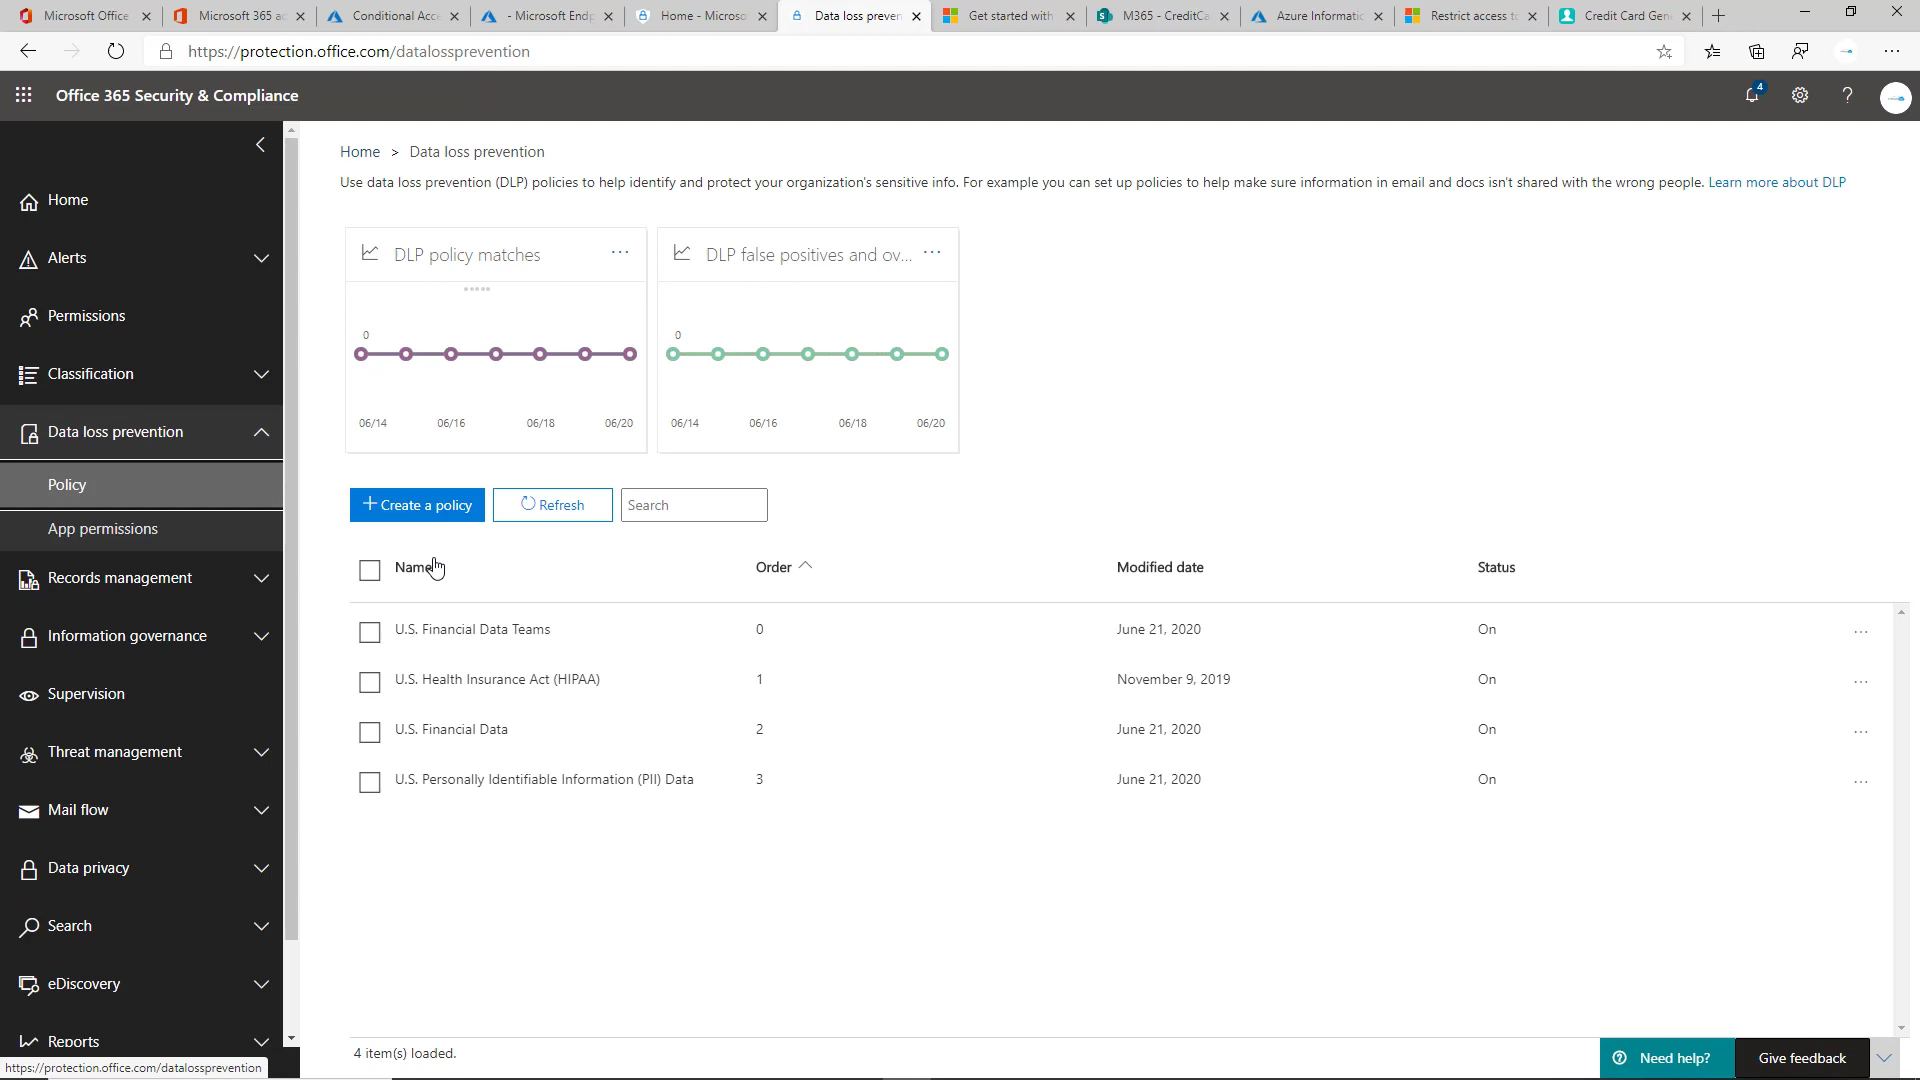 Microsoft Office
Microsoft 365 a
Conditional Acc
- Microsoft Endp
Home - Microso
Data loss preven
Get started with
M365 - CreditCa
Azure Informatic
Restrict access to
Credit Card Gen
https://protection.office.com/datalossprevention
Office 365 Security & Compliance
4
Home > Data loss prevention
Use data loss prevention (DLP) policies to help identify and protect your organization's sensitive info. For example you can set up policies to help make sure information in email and docs isn't shared with the wrong people. Learn more about DLP
Home
Alerts
Permissions
Classification
Data loss prevention
Policy
App permissions
Records management
Information governance
Supervision
Threat management
Mail flow
Data privacy
Search
eDiscovery
Reports
DLP policy matches
0
06/14 06/16 06/18 06/20
DLP false positives and ov...
0
06/14 06/16 06/18 06/20
+ Create a policy
Refresh
Search
Name Order Modified date Status
U.S. Financial Data Teams 0 June 21, 2020 On
U.S. Health Insurance Act (HIPAA) 1 November 9, 2019 On
U.S. Financial Data 2 June 21, 2020 On
U.S. Personally Identifiable Information (PII) Data 3 June 21, 2020 On
4 item(s) loaded.
Need help?
Give feedback
https://protection.office.com/datalossprevention